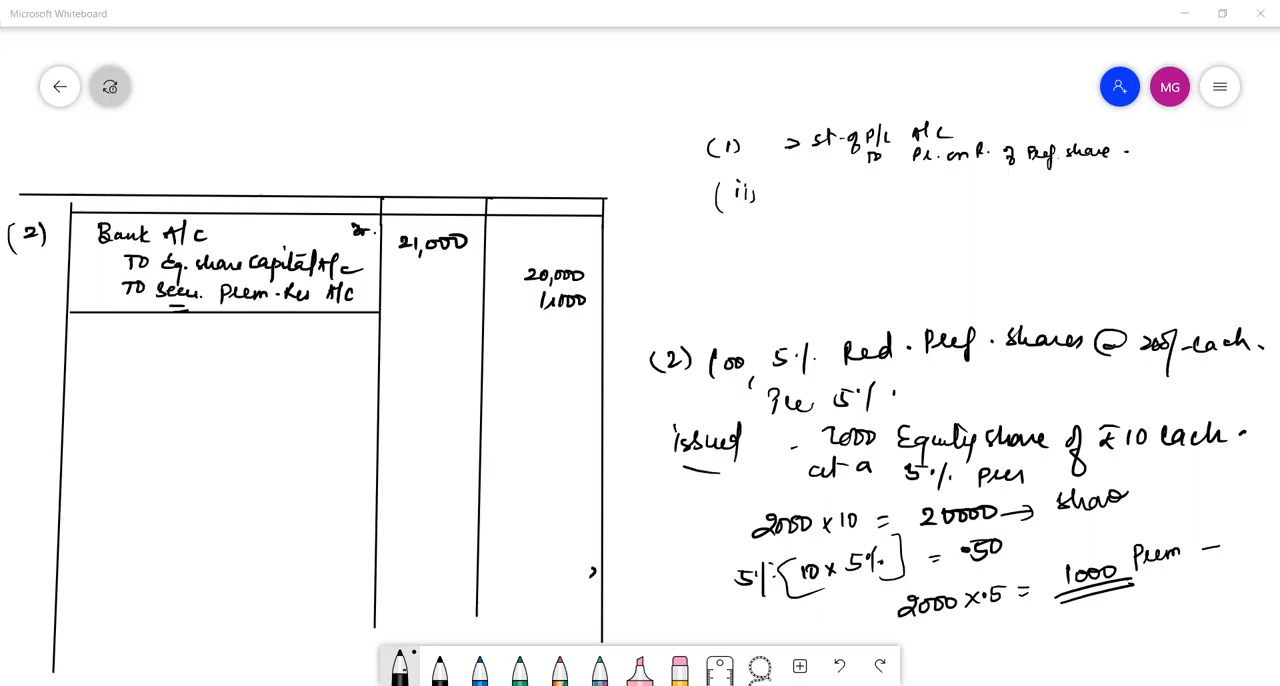 Microsoft Whiteboard
MG
(1) → St. of P/L A/C
To Pr. on R. of Pref. share.
(ii)
(2) Bank A/C Dr. 21,000
To Eq. share Capital A/C 20,000
To Secu. Prem. Res A/C 1,000
(2) 100, 5% Red. Pref. shares @ 200/- each.
Pre 5%.
issued - 2000 Equity share of ₹10 each.
at a 5% Prem
2000 × 10 = 20000 → share
5% [10 × 5%] = .50
2000 × .5 = 1000 Prem